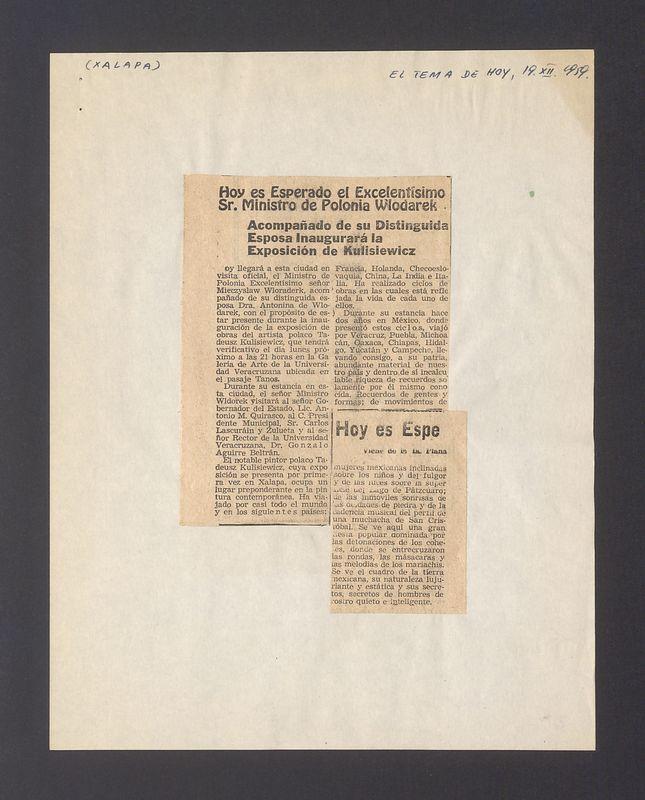 (XALAPA)
EL TEMA DE HOY, 19.XII.1959.
Hoy es Esperado el Excelentísimo
Sr. Ministro de Polonia Wlodarek
Acompañado de su Distinguida
Esposa Inaugurará la
Exposición de Kulisiewicz
oy llegará a esta ciudad en
visita oficial, el Ministro de
Polonia Excelentísimo señor
Mieczyslaw Wloraderk, acom
pañado de su distinguida es
posa Dra. Antonina de Wlo-
darek, con el propósito de es-
tar presente durante la inau-
guración de la exposición de
obras del artista polaco Ta-
deusz Kulisiewicz, que tendrá
verificativo el día lunes pró-
ximo a las 21 horas en la Ga
lería de Arte de la Universi-
dad Veracruzana ubicada en
el pasaje Tanos.
Durante su estancia en es-
ta ciudad, el señor Ministro
Wldorek visitará al señor Go-
bernador del Estado, Lic. An-
tonio M. Quirasco, al C. Presi
dente Municipal, Sr. Carlos
Lascuráin y Zulueta y al se-
ñor Rector de la Universidad
Veracruzana, Dr. Gonzalo
Aguirre Beltrán.
El notable pintor polaco Ta-
deusz Kulisiewicz, cuya expo
sición se presenta por prime-
ra vez en Xalapa, ocupa un
lugar preponderante en la pin
tura contemporánea. Ha via-
jado por casi todo el mundo
y en los siguientes países:
Francia, Holanda, Checoeslo-
vaquia, China, La India e Ita-
lia. Ha realizado ciclos de
obras en las cuales está refle
jada la vida de cada uno de
ellos.
Durante su estancia hace
dos años en México, donde
presentó estos ciclos, viajó
por Veracruz, Puebla, Michoa
cán, Oaxaca, Chiapas, Hidal-
go, Yucatán y Campeche, lle-
vando consigo, a su patria,
abundante material de nues-
tro país y dentro de sí incalcu
lable riqueza de recuerdos so
lamente por él mismo cono
cida. Recuerdos de gentes y
formas; de movimientos de
Hoy es Espe
Viene de la 1a. Plana
mujeres mexicanas inclinadas
sobre los niños y del fulgor
y de las luces sobre la super
ficie del Lago de Pátzcuaro;
de las inmóviles sonrisas de
las deidades de piedra y de la
cadencia musical del perfil de
una muchacha de San Cris-
tóbal. Se ve aquí una gran
fiesta popular dominada por
las detonaciones de los cohe-
es, donde se entrecruzaron
las rondas, las másacaras y
as melodías de los mariachis.
Se ve el cuadro de la tierra
mexicana, su naturaleza luju-
riante y estática y sus secre-
tos, secretos de hombres de
rostro quieto e inteligente.